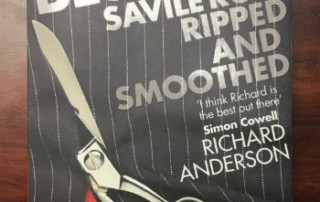 SAVILE ROW
RIPPED
AND
SMOOTHED
'I think Richard is
the best out there'
Simon Cowell
RICHARD
ANDERSON